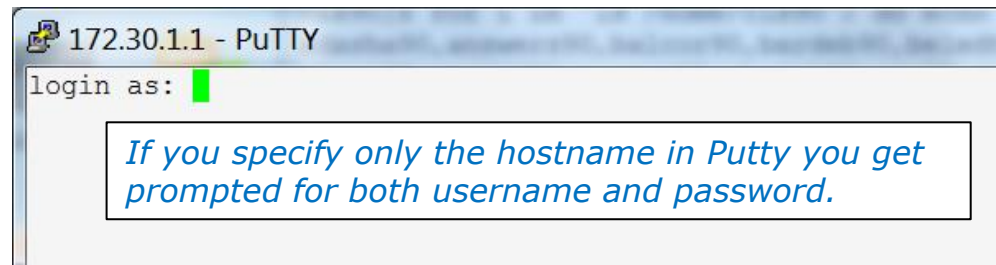 172.30.1.1 - PuTTY
login as:
If you specify only the hostname in Putty you get
prompted for both username and password.